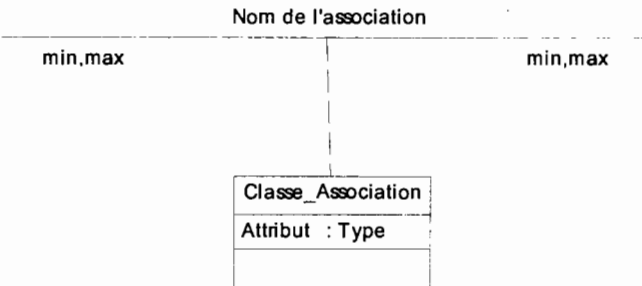 Nom de l'association
min,max
min,max
Classe_Association
Attribut : Type